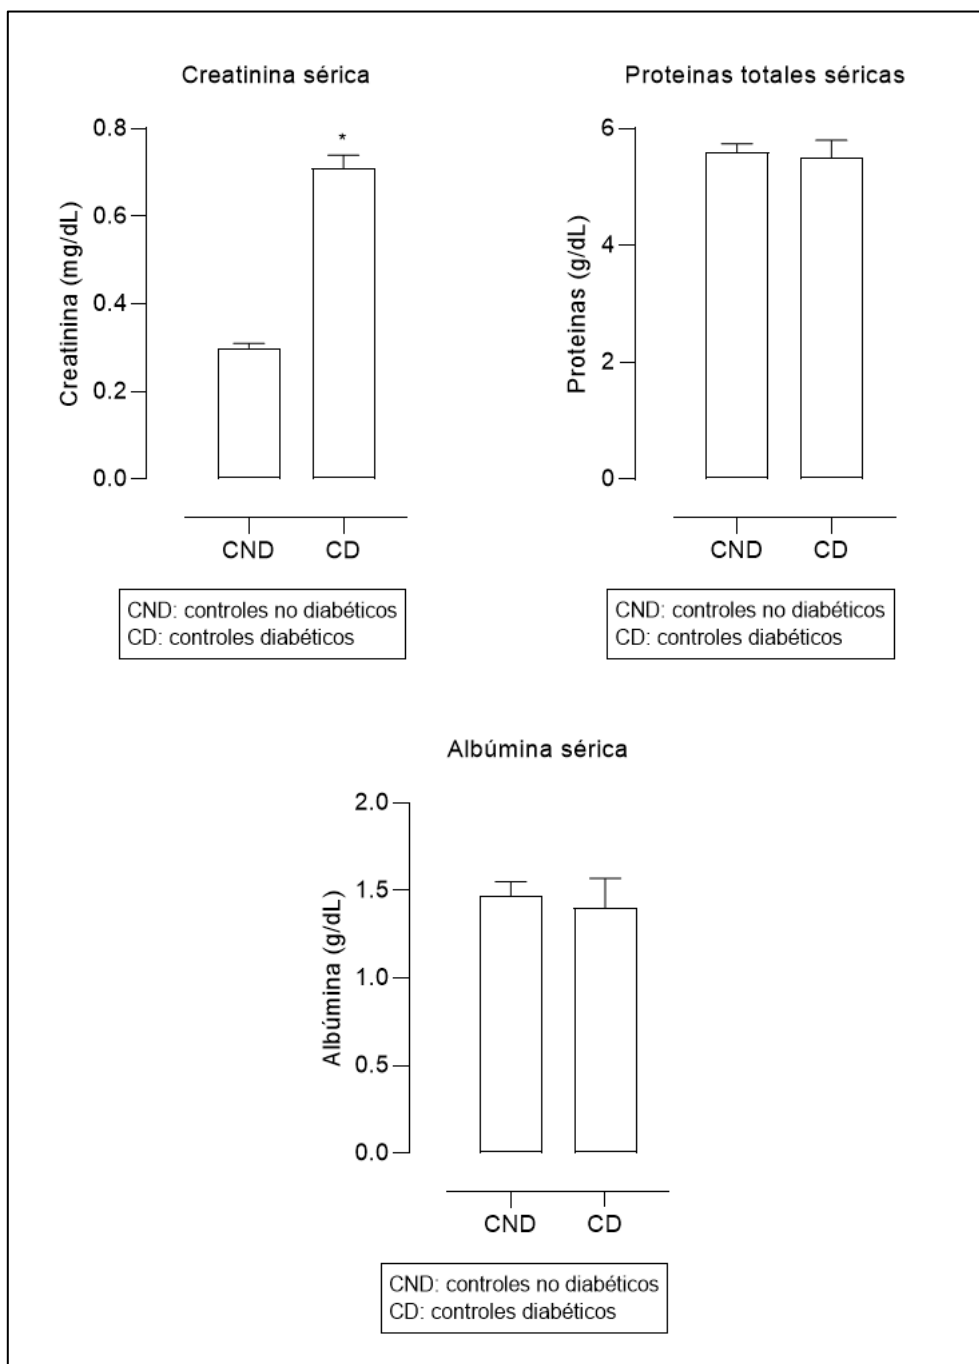 Creatinina sérica
Creatinina (mg/dL)
0.8
0.6
0.4
0.2
0.0
*
CND
CD
CND: controles no diabéticos
CD: controles diabéticos
Proteinas totales séricas
Proteinas (g/dL)
6
4
2
0
CND
CD
CND: controles no diabéticos
CD: controles diabéticos
Albúmina sérica
Albúmina (g/dL)
2.0
1.5
1.0
0.5
0.0
CND
CD
CND: controles no diabéticos
CD: controles diabéticos